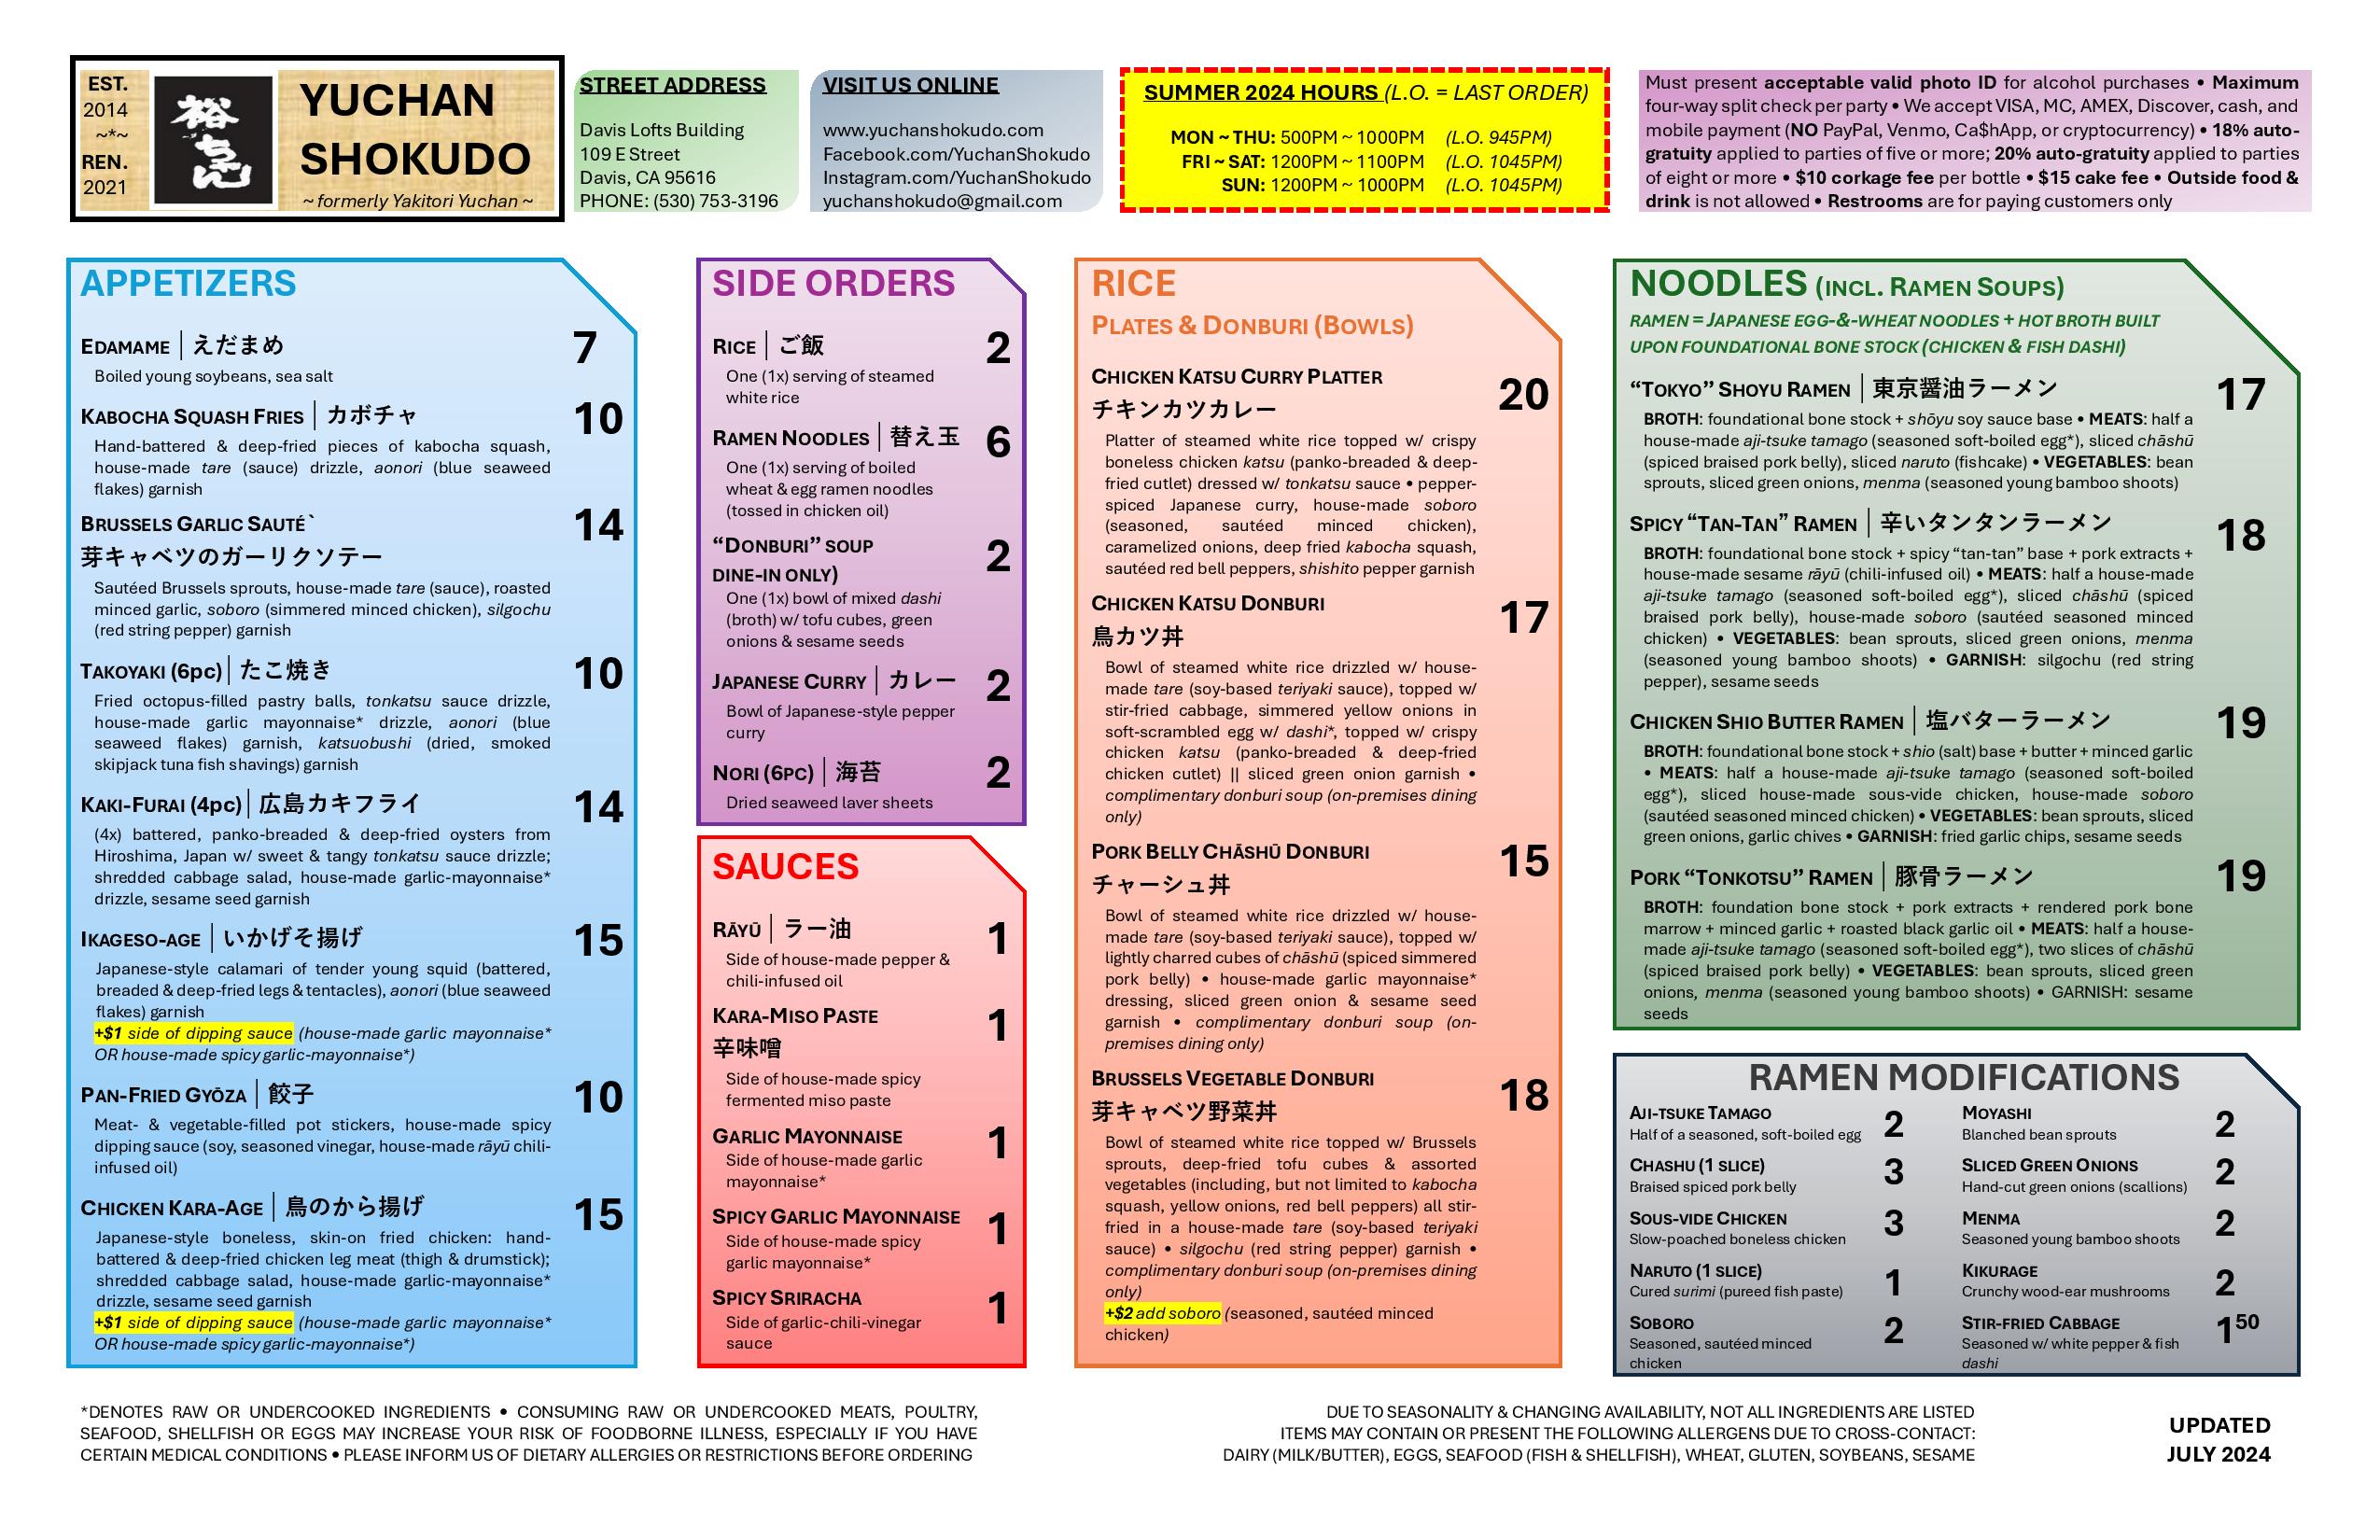 EST.
2014
~*~
REN.
2021
裕ちゃん
YUCHAN
SHOKUDO
~ formerly Yakitori Yuchan ~
STREET ADDRESS
Davis Lofts Building
109 E Street
Davis, CA 95616
PHONE: (530) 753-3196
VISIT US ONLINE
www.yuchanshokudo.com
Facebook.com/YuchanShokudo
Instagram.com/YuchanShokudo
yuchanshokudo@gmail.com
SUMMER 2024 HOURS (L.O. = LAST ORDER)
MON ~ THU: 500PM ~ 1000PM (L.O. 945PM)
FRI ~ SAT: 1200PM ~ 1100PM (L.O. 1045PM)
SUN: 1200PM ~ 1000PM (L.O. 1045PM)
Must present acceptable valid photo ID for alcohol purchases • Maximum
four-way split check per party • We accept VISA, MC, AMEX, Discover, cash, and
mobile payment (NO PayPal, Venmo, Ca$hApp, or cryptocurrency) • 18% auto-
gratuity applied to parties of five or more; 20% auto-gratuity applied to parties
of eight or more • $10 corkage fee per bottle • $15 cake fee • Outside food &
drink is not allowed • Restrooms are for paying customers only
APPETIZERS
EDAMAME | えだまめ 7
Boiled young soybeans, sea salt
KABOCHA SQUASH FRIES | カボチャ 10
Hand-battered & deep-fried pieces of kabocha squash,
house-made tare (sauce) drizzle, aonori (blue seaweed
flakes) garnish
BRUSSELS GARLIC SAUTÉ` 14
芽キャベツのガーリクソテー
Sautéed Brussels sprouts, house-made tare (sauce), roasted
minced garlic, soboro (simmered minced chicken), silgochu
(red string pepper) garnish
TAKOYAKI (6pc) | たこ焼き 10
Fried octopus-filled pastry balls, tonkatsu sauce drizzle,
house-made garlic mayonnaise* drizzle, aonori (blue
seaweed flakes) garnish, katsuobushi (dried, smoked
skipjack tuna fish shavings) garnish
KAKI-FURAI (4pc) | 広島カキフライ 14
(4x) battered, panko-breaded & deep-fried oysters from
Hiroshima, Japan w/ sweet & tangy tonkatsu sauce drizzle;
shredded cabbage salad, house-made garlic-mayonnaise*
drizzle, sesame seed garnish
IKAGESO-AGE | いかげそ揚げ 15
Japanese-style calamari of tender young squid (battered,
breaded & deep-fried legs & tentacles), aonori (blue seaweed
flakes) garnish
+$1 side of dipping sauce (house-made garlic mayonnaise*
OR house-made spicy garlic-mayonnaise*)
PAN-FRIED GYŌZA |餃子 10
Meat- & vegetable-filled pot stickers, house-made spicy
dipping sauce (soy, seasoned vinegar, house-made rāyū chili-
infused oil)
CHICKEN KARA-AGE |鳥のから揚げ 15
Japanese-style boneless, skin-on fried chicken: hand-
battered & deep-fried chicken leg meat (thigh & drumstick);
shredded cabbage salad, house-made garlic-mayonnaise*
drizzle, sesame seed garnish
+$1 side of dipping sauce (house-made garlic mayonnaise*
OR house-made spicy garlic-mayonnaise*)
SIDE ORDERS
RICE | ご飯 2
One (1x) serving of steamed
white rice
RAMEN NOODLES | 替え玉 6
One (1x) serving of boiled
wheat & egg ramen noodles
(tossed in chicken oil)
“DONBURI” SOUP 2
DINE-IN ONLY)
One (1x) bowl of mixed dashi
(broth) w/ tofu cubes, green
onions & sesame seeds
JAPANESE CURRY | カレー 2
Bowl of Japanese-style pepper
curry
NORI (6PC) | 海苔 2
Dried seaweed laver sheets
SAUCES
RĀYŪ | ラー油 1
Side of house-made pepper &
chili-infused oil
KARA-MISO PASTE 1
辛味噌
Side of house-made spicy
fermented miso paste
GARLIC MAYONNAISE 1
Side of house-made garlic
mayonnaise*
SPICY GARLIC MAYONNAISE 1
Side of house-made spicy
garlic mayonnaise*
SPICY SRIRACHA 1
Side of garlic-chili-vinegar
sauce
RICE
PLATES & DONBURI (BOWLS)
CHICKEN KATSU CURRY PLATTER 20
チキンカツカレー
Platter of steamed white rice topped w/ crispy
boneless chicken katsu (panko-breaded & deep-
fried cutlet) dressed w/ tonkatsu sauce • pepper-
spiced Japanese curry, house-made soboro
(seasoned, sautéed minced chicken),
caramelized onions, deep fried kabocha squash,
sautéed red bell peppers, shishito pepper garnish
CHICKEN KATSU DONBURI 17
鳥カツ丼
Bowl of steamed white rice drizzled w/ house-
made tare (soy-based teriyaki sauce), topped w/
stir-fried cabbage, simmered yellow onions in
soft-scrambled egg w/ dashi*, topped w/ crispy
chicken katsu (panko-breaded & deep-fried
chicken cutlet) || sliced green onion garnish •
complimentary donburi soup (on-premises dining
only)
PORK BELLY CHĀSHŪ DONBURI 15
チャーシュ丼
Bowl of steamed white rice drizzled w/ house-
made tare (soy-based teriyaki sauce), topped w/
lightly charred cubes of chāshū (spiced simmered
pork belly) • house-made garlic mayonnaise*
dressing, sliced green onion & sesame seed
garnish • complimentary donburi soup (on-
premises dining only)
BRUSSELS VEGETABLE DONBURI 18
芽キャベツ野菜丼
Bowl of steamed white rice topped w/ Brussels
sprouts, deep-fried tofu cubes & assorted
vegetables (including, but not limited to kabocha
squash, yellow onions, red bell peppers) all stir-
fried in a house-made tare (soy-based teriyaki
sauce) • silgochu (red string pepper) garnish •
complimentary donburi soup (on-premises dining
only)
+$2 add soboro (seasoned, sautéed minced
chicken)
NOODLES (INCL. RAMEN SOUPS)
RAMEN = JAPANESE EGG-&-WHEAT NOODLES + HOT BROTH BUILT
UPON FOUNDATIONAL BONE STOCK (CHICKEN & FISH DASHI)
“TOKYO” SHOYU RAMEN | 東京醤油ラーメン 17
BROTH: foundational bone stock + shōyu soy sauce base • MEATS: half a
house-made aji-tsuke tamago (seasoned soft-boiled egg*), sliced chāshū
(spiced braised pork belly), sliced naruto (fishcake) • VEGETABLES: bean
sprouts, sliced green onions, menma (seasoned young bamboo shoots)
SPICY “TAN-TAN” RAMEN | 辛いタンタンラーメン 18
BROTH: foundational bone stock + spicy “tan-tan” base + pork extracts +
house-made sesame rāyū (chili-infused oil) • MEATS: half a house-made
aji-tsuke tamago (seasoned soft-boiled egg*), sliced chāshū (spiced
braised pork belly), house-made soboro (sautéed seasoned minced
chicken) • VEGETABLES: bean sprouts, sliced green onions, menma
(seasoned young bamboo shoots) • GARNISH: silgochu (red string
pepper), sesame seeds
CHICKEN SHIO BUTTER RAMEN | 塩バターラーメン 19
BROTH: foundational bone stock + shio (salt) base + butter + minced garlic
• MEATS: half a house-made aji-tsuke tamago (seasoned soft-boiled
egg*), sliced house-made sous-vide chicken, house-made soboro
(sautéed seasoned minced chicken) • VEGETABLES: bean sprouts, sliced
green onions, garlic chives • GARNISH: fried garlic chips, sesame seeds
PORK “TONKOTSU” RAMEN | 豚骨ラーメン 19
BROTH: foundation bone stock + pork extracts + rendered pork bone
marrow + minced garlic + roasted black garlic oil • MEATS: half a house-
made aji-tsuke tamago (seasoned soft-boiled egg*), two slices of chāshū
(spiced braised pork belly) • VEGETABLES: bean sprouts, sliced green
onions, menma (seasoned young bamboo shoots) • GARNISH: sesame
seeds
RAMEN MODIFICATIONS
AJI-TSUKE TAMAGO 2
Half of a seasoned, soft-boiled egg
CHASHU (1 SLICE) 3
Braised spiced pork belly
SOUS-VIDE CHICKEN 3
Slow-poached boneless chicken
NARUTO (1 SLICE) 1
Cured surimi (pureed fish paste)
SOBORO 2
Seasoned, sautéed minced
chicken
MOYASHI 2
Blanched bean sprouts
SLICED GREEN ONIONS 2
Hand-cut green onions (scallions)
MENMA 2
Seasoned young bamboo shoots
KIKURAGE 2
Crunchy wood-ear mushrooms
STIR-FRIED CABBAGE 1 50
Seasoned w/ white pepper & fish
dashi
*DENOTES RAW OR UNDERCOOKED INGREDIENTS • CONSUMING RAW OR UNDERCOOKED MEATS, POULTRY,
SEAFOOD, SHELLFISH OR EGGS MAY INCREASE YOUR RISK OF FOODBORNE ILLNESS, ESPECIALLY IF YOU HAVE
CERTAIN MEDICAL CONDITIONS • PLEASE INFORM US OF DIETARY ALLERGIES OR RESTRICTIONS BEFORE ORDERING
DUE TO SEASONALITY & CHANGING AVAILABILITY, NOT ALL INGREDIENTS ARE LISTED
ITEMS MAY CONTAIN OR PRESENT THE FOLLOWING ALLERGENS DUE TO CROSS-CONTACT:
DAIRY (MILK/BUTTER), EGGS, SEAFOOD (FISH & SHELLFISH), WHEAT, GLUTEN, SOYBEANS, SESAME
UPDATED
JULY 2024